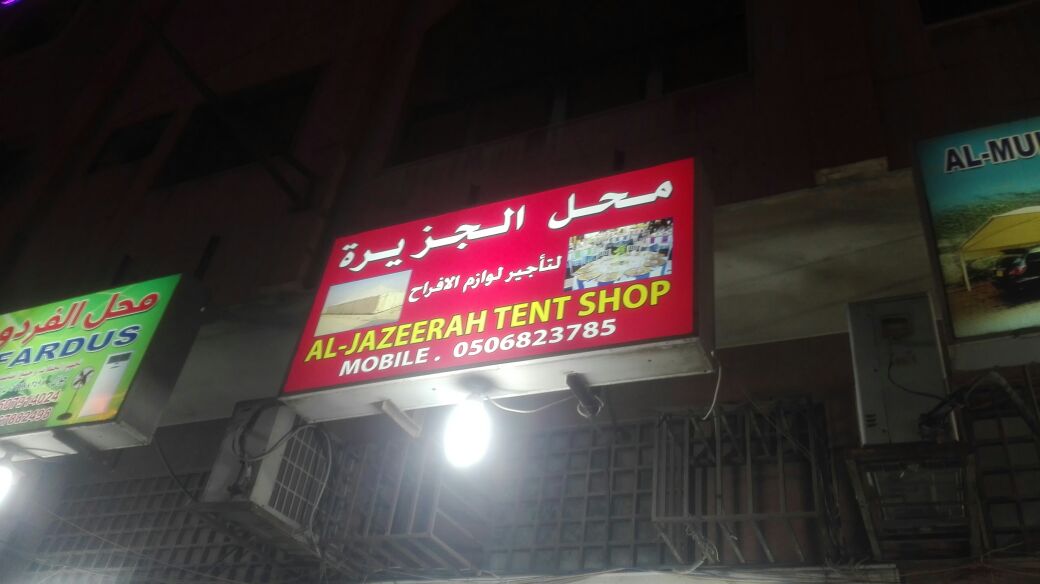 محل الجزيرة
لتأجير لوازم الافراح
AL-JAZEERAH TENT SHOP
MOBILE . 0506823785
محل الفردو
FARDUS
AL-MU